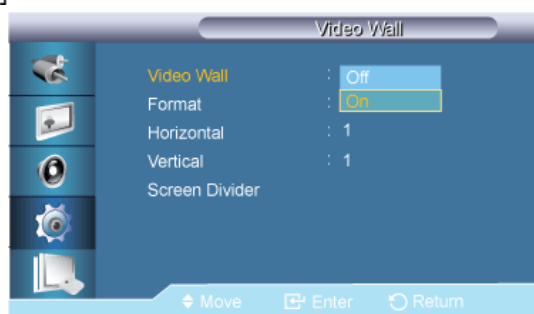 Video Wall
Video Wall : Off
Format : On
Horizontal : 1
Vertical : 1
Screen Divider
Move Enter Return